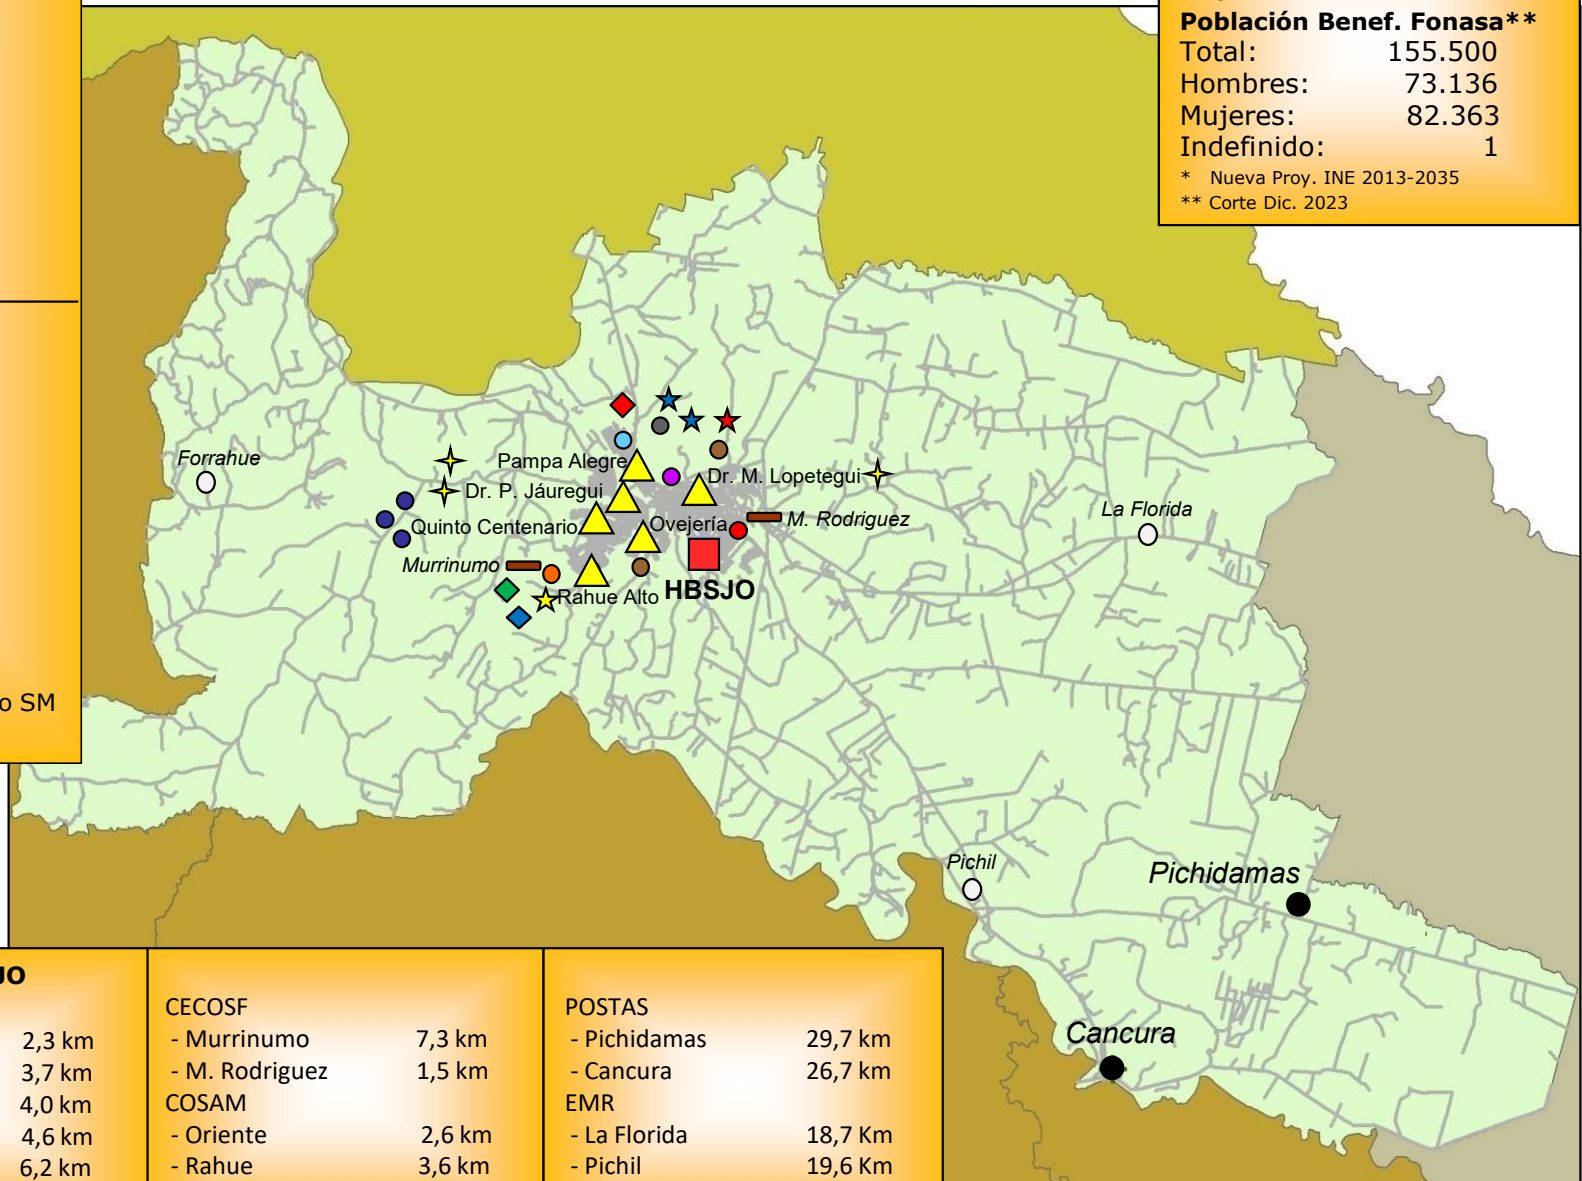 Población Benef. Fonasa**
Total: 155.500
Hombres: 73.136
Mujeres: 82.363
Indefinido: 1
* Nueva Proy. INE 2013-2035
** Corte Dic. 2023
Forrahue
Pampa Alegre
Dr. M. Lopetegui
Dr. P. Jáuregui
La Florida
Quinto Centenario
Ovejería
M. Rodriguez
Murrinumo
Rahue Alto
HBSJO
o SM
Pichil
Pichidamas
Cancura
JO
2,3 km
3,7 km
4,0 km
4,6 km
6,2 km
CECOSF
- Murrinumo 7,3 km
- M. Rodriguez 1,5 km
COSAM
- Oriente 2,6 km
- Rahue 3,6 km
POSTAS
- Pichidamas 29,7 km
- Cancura 26,7 km
EMR
- La Florida 18,7 Km
- Pichil 19,6 Km